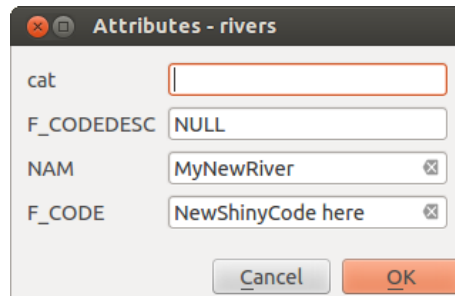 Attributes - rivers
cat
F_CODEDESC NULL
NAM MyNewRiver
F_CODE NewShinyCode here
Cancel OK